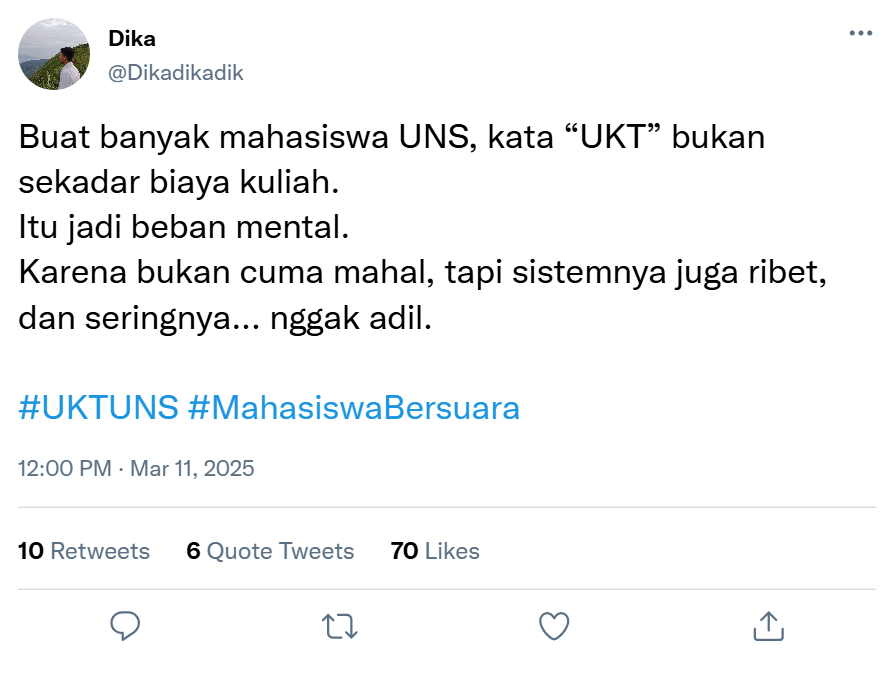 Dika
@Dikadikadik
Buat banyak mahasiswa UNS, kata “UKT” bukan
sekadar biaya kuliah.
Itu jadi beban mental.
Karena bukan cuma mahal, tapi sistemnya juga ribet,
dan seringnya... nggak adil.
#UKTUNS #MahasiswaBersuara
12:00 PM · Mar 11, 2025
10 Retweets 6 Quote Tweets 70 Likes